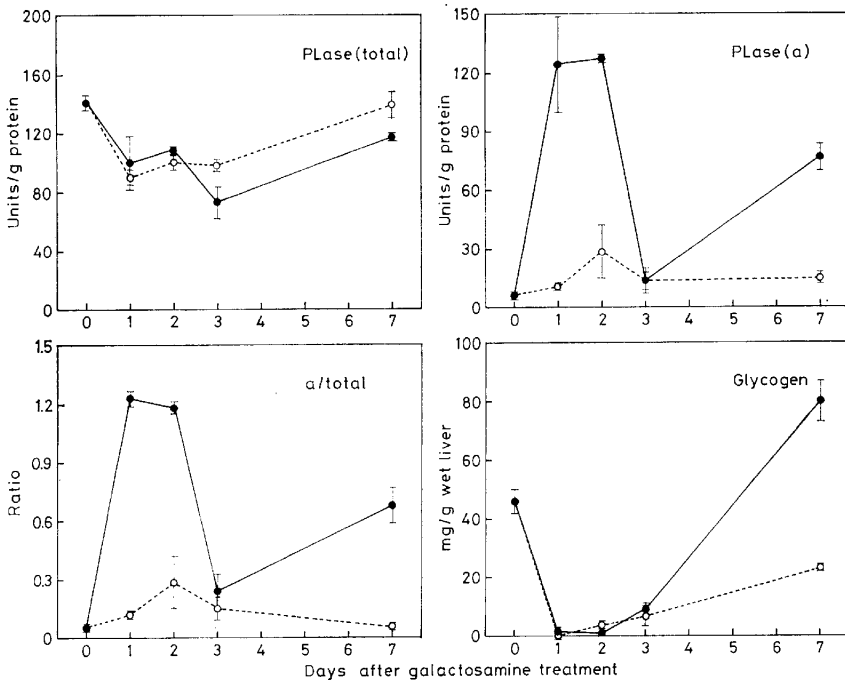 PLase(total)
Units/g protein
200
160
120
80
40
0
0 1 2 3 4 5 6 7
PLase(a)
Units/g protein
150
120
90
60
30
0
0 1 2 3 4 5 6 7
a/total
Ratio
1.5
1.2
0.9
0.6
0.3
0
0 1 2 3 4 5 6 7
Glycogen
mg/g wet liver
100
80
60
40
20
0
0 1 2 3 4 5 6 7
Days after galactosamine treatment